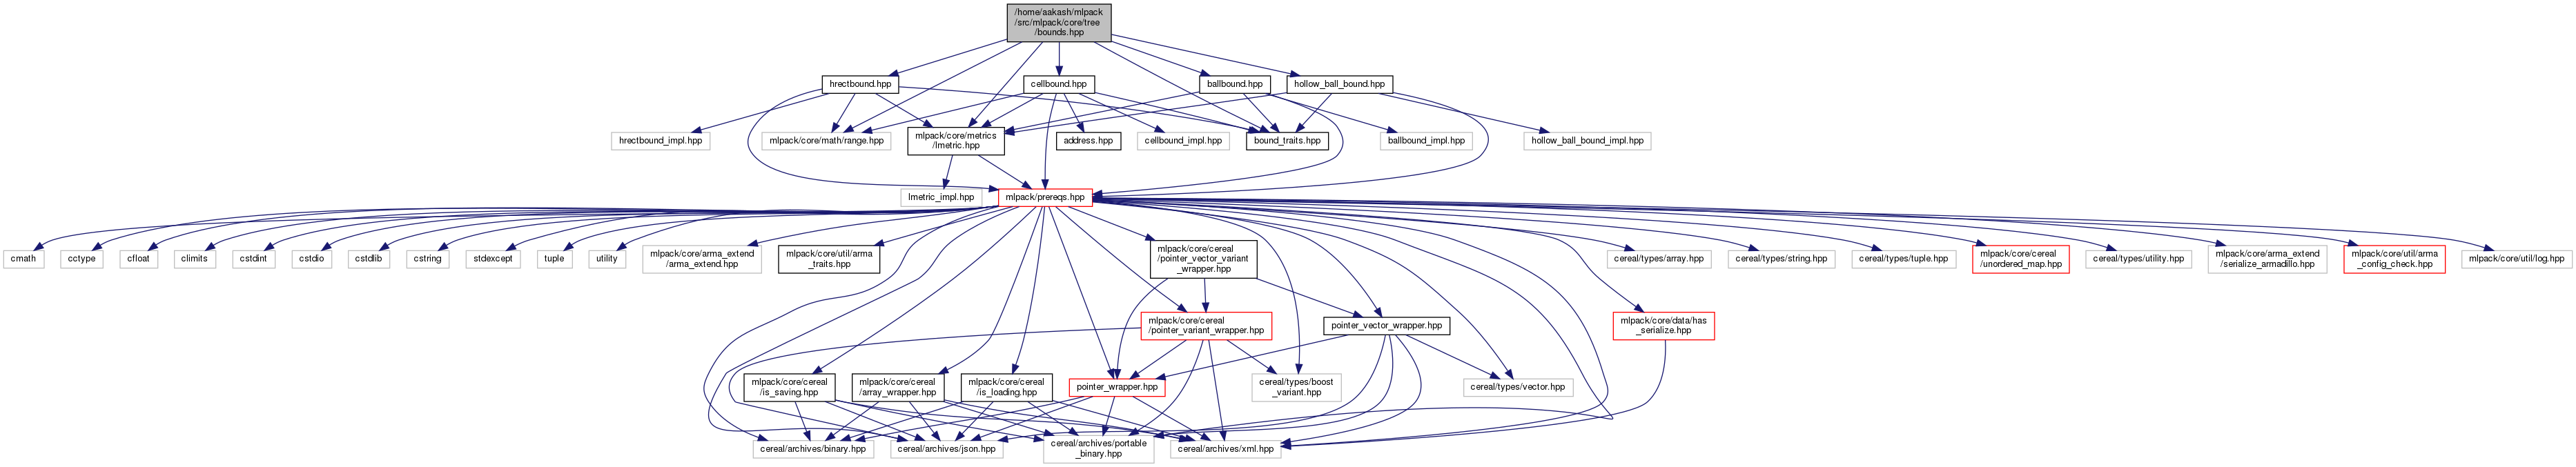 /home/aakash/mlpack
/src/mlpack/core/tree
/bounds.hpp
hrectbound.hpp
cellbound.hpp
ballbound.hpp
hollow_ball_bound.hpp
hrectbound_impl.hpp
mlpack/core/math/range.hpp
mlpack/core/metrics
/lmetric.hpp
address.hpp
cellbound_impl.hpp
bound_traits.hpp
ballbound_impl.hpp
hollow_ball_bound_impl.hpp
lmetric_impl.hpp
mlpack/prereqs.hpp
cmath
cctype
cfloat
climits
cstdint
cstdio
cstdlib
cstring
stdexcept
tuple
utility
mlpack/core/arma_extend
/arma_extend.hpp
mlpack/core/util/arma
_traits.hpp
mlpack/core/cereal
/pointer_vector_variant
_wrapper.hpp
cereal/types/array.hpp
cereal/types/string.hpp
cereal/types/tuple.hpp
mlpack/core/cereal
/unordered_map.hpp
cereal/types/utility.hpp
mlpack/core/arma_extend
/serialize_armadillo.hpp
mlpack/core/util/arma
_config_check.hpp
mlpack/core/util/log.hpp
mlpack/core/cereal
/pointer_variant_wrapper.hpp
pointer_vector_wrapper.hpp
mlpack/core/data/has
_serialize.hpp
mlpack/core/cereal
/is_saving.hpp
mlpack/core/cereal
/array_wrapper.hpp
mlpack/core/cereal
/is_loading.hpp
pointer_wrapper.hpp
cereal/types/boost
_variant.hpp
cereal/types/vector.hpp
cereal/archives/binary.hpp
cereal/archives/json.hpp
cereal/archives/portable
_binary.hpp
cereal/archives/xml.hpp